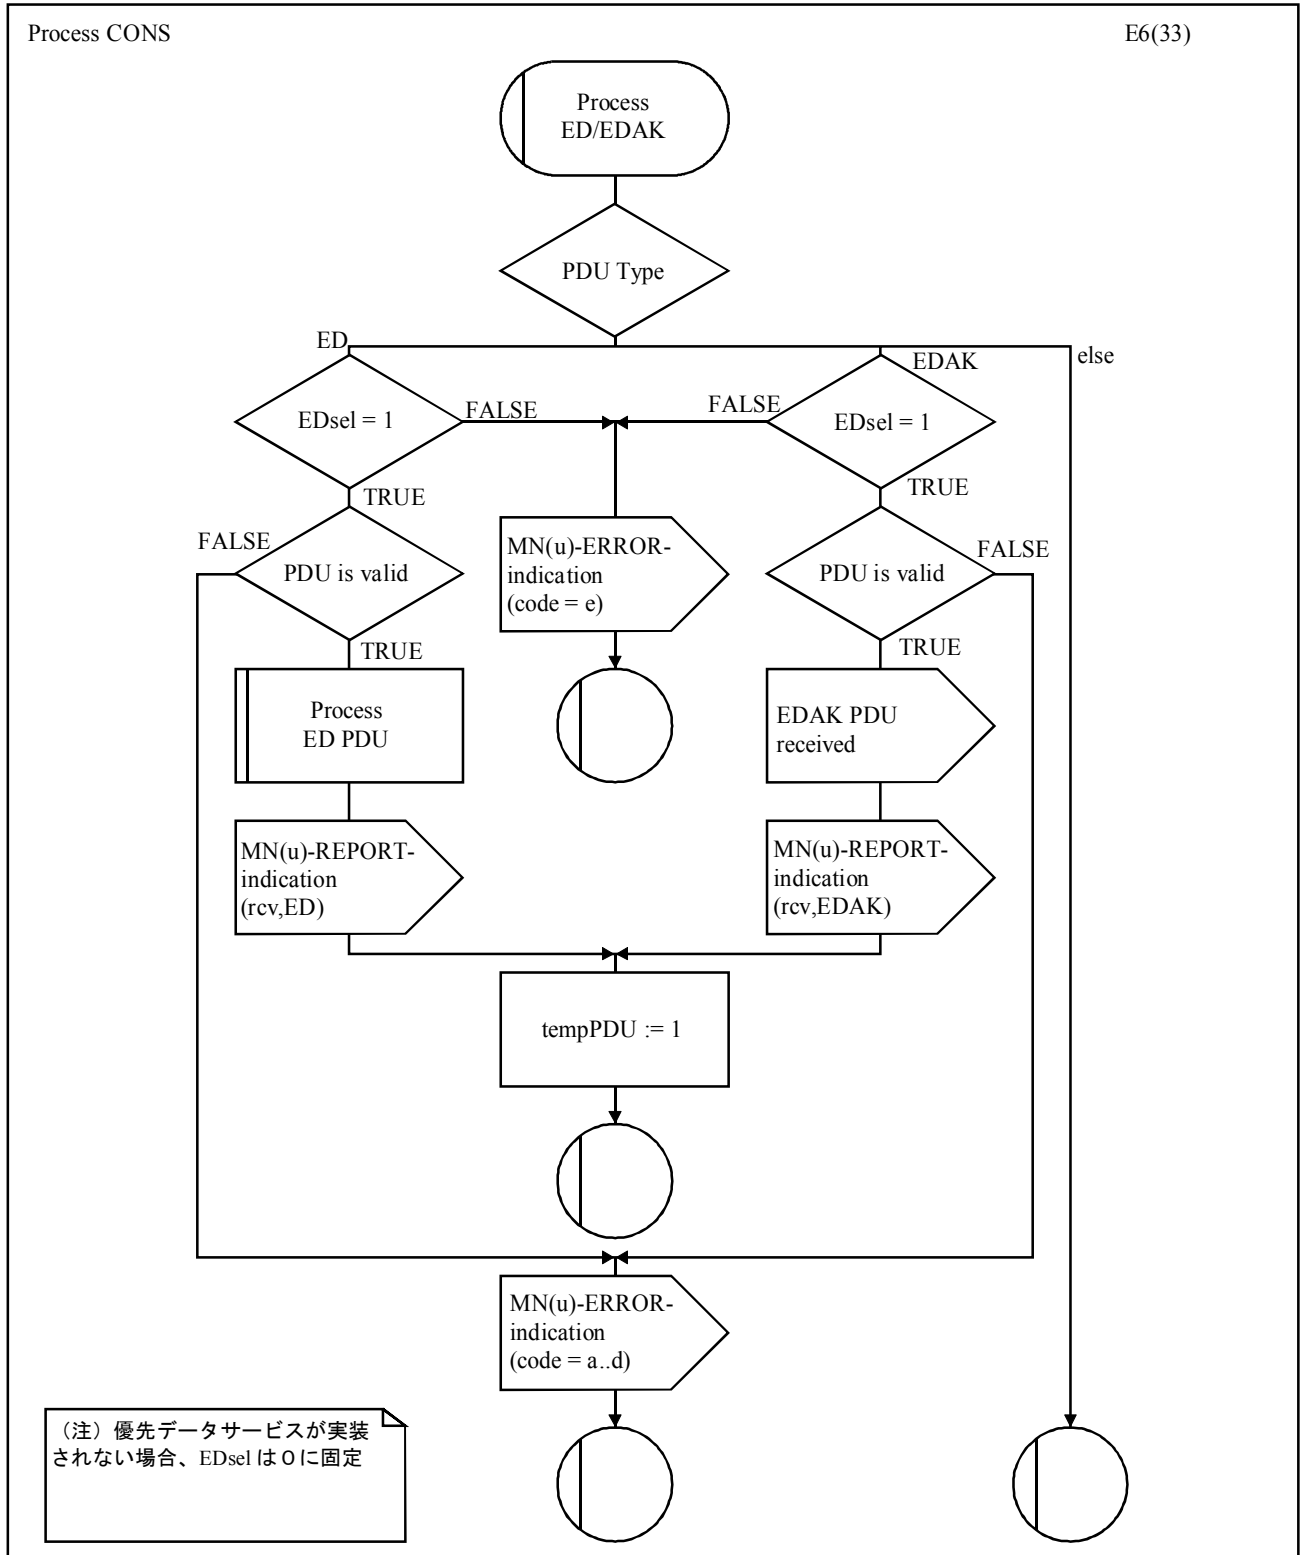 Process CONS
E6(33)
Process
ED/EDAK
PDU Type
ED
EDAK
else
EDsel = 1
FALSE
FALSE
EDsel = 1
TRUE
TRUE
FALSE
PDU is valid
MN(u)-ERROR-
indication
(code = e)
PDU is valid
FALSE
TRUE
TRUE
Process
ED PDU
EDAK PDU
received
MN(u)-REPORT-
indication
(rcv,ED)
MN(u)-REPORT-
indication
(rcv,EDAK)
tempPDU := 1
MN(u)-ERROR-
indication
(code = a..d)
（注）優先データサービスが実装
されない場合、EDsel は０に固定